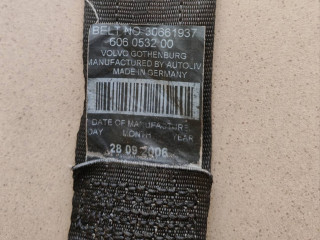 BELT NO 30661937
606 0532 00
VOLVO GOTHENBURG
MANUFACTURED BY AUTOLIV
MADE IN GERMANY
DATE OF MANUFACTURE
DAY MONTH YEAR
28 09 2006